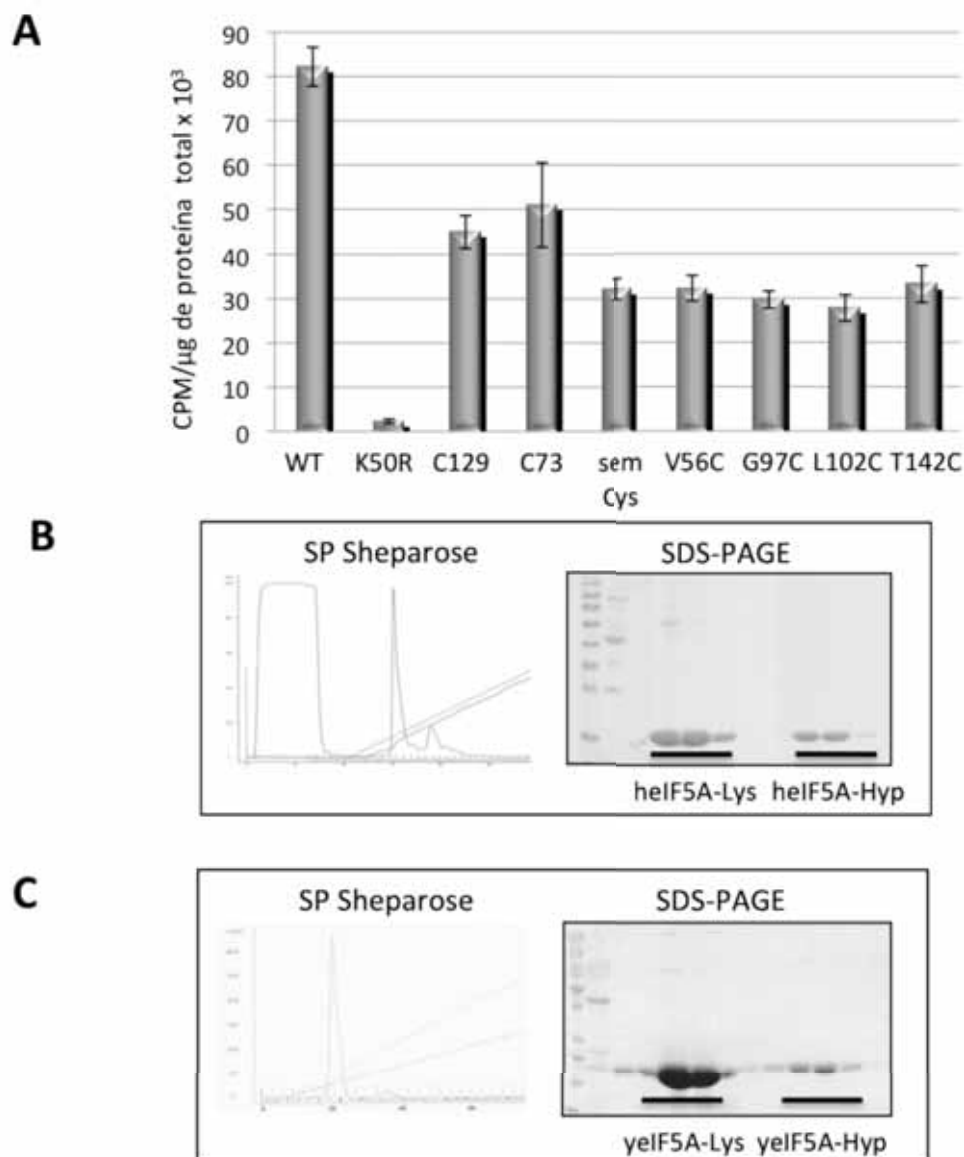 A
CPM/µg de proteína total x 10³
90
80
70
60
50
40
30
20
10
0
WT K50R C129 C73 sem Cys V56C G97C L102C T142C
B
SP Sheparose
SDS-PAGE
heIF5A-Lys heIF5A-Hyp
C
SP Sheparose
SDS-PAGE
yeIF5A-Lys yeIF5A-Hyp